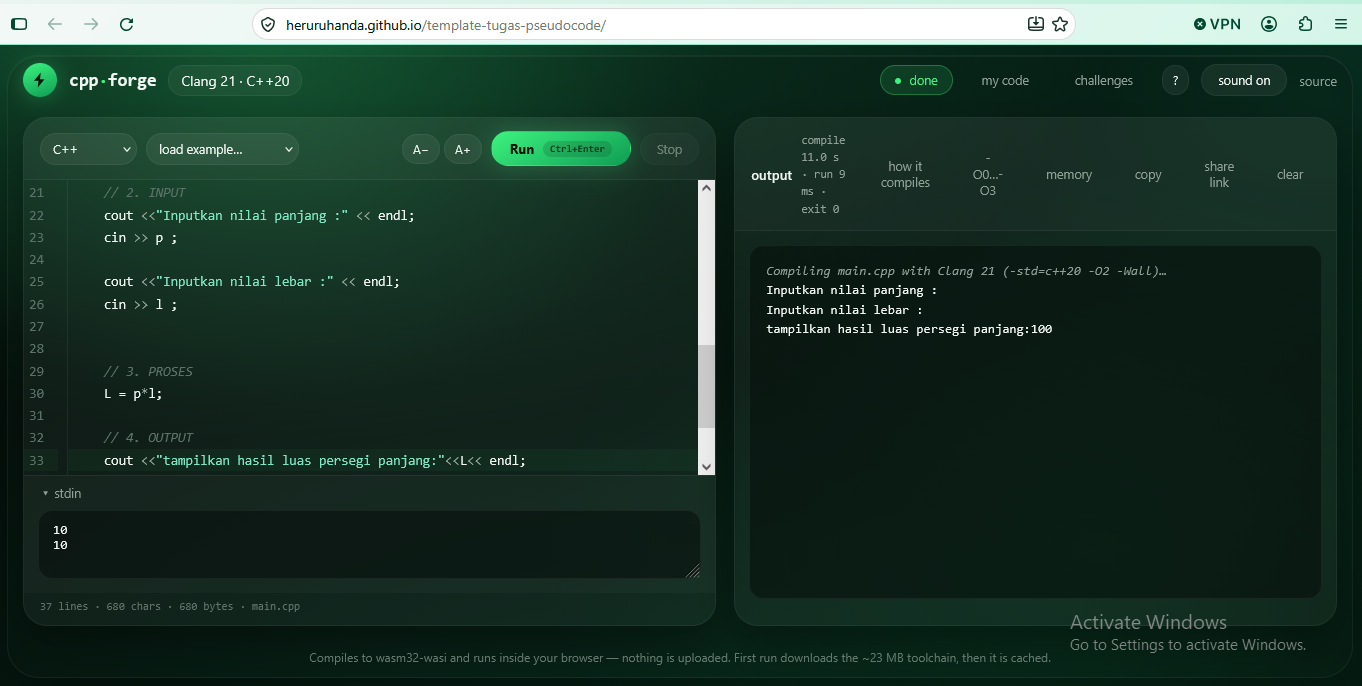 heruruhanda.github.io/template-tugas-pseudocode/
VPN
cpp·forge
Clang 21 · C++20
done
my code
challenges
?
sound on
source
C++
load example...
A−
A+
Run Ctrl+Enter
Stop
21 // 2. INPUT
22 cout <<"Inputkan nilai panjang :" << endl;
23 cin >> p ;
24
25 cout <<"Inputkan nilai lebar :" << endl;
26 cin >> l ;
27
28
29 // 3. PROSES
30 L = p*l;
31
32 // 4. OUTPUT
33 cout <<"tampilkan hasil luas persegi panjang:"<<L<< endl;
▾ stdin
10
10
37 lines · 680 chars · 680 bytes · main.cpp
output
compile
11.0 s
· run 9
ms ·
exit 0
how it
compiles
-
O0…-
O3
memory
copy
share
link
clear
Compiling main.cpp with Clang 21 (-std=c++20 -O2 -Wall)…
Inputkan nilai panjang :
Inputkan nilai lebar :
tampilkan hasil luas persegi panjang:100
Activate Windows
Go to Settings to activate Windows.
Compiles to wasm32-wasi and runs inside your browser — nothing is uploaded. First run downloads the ~23 MB toolchain, then it is cached.